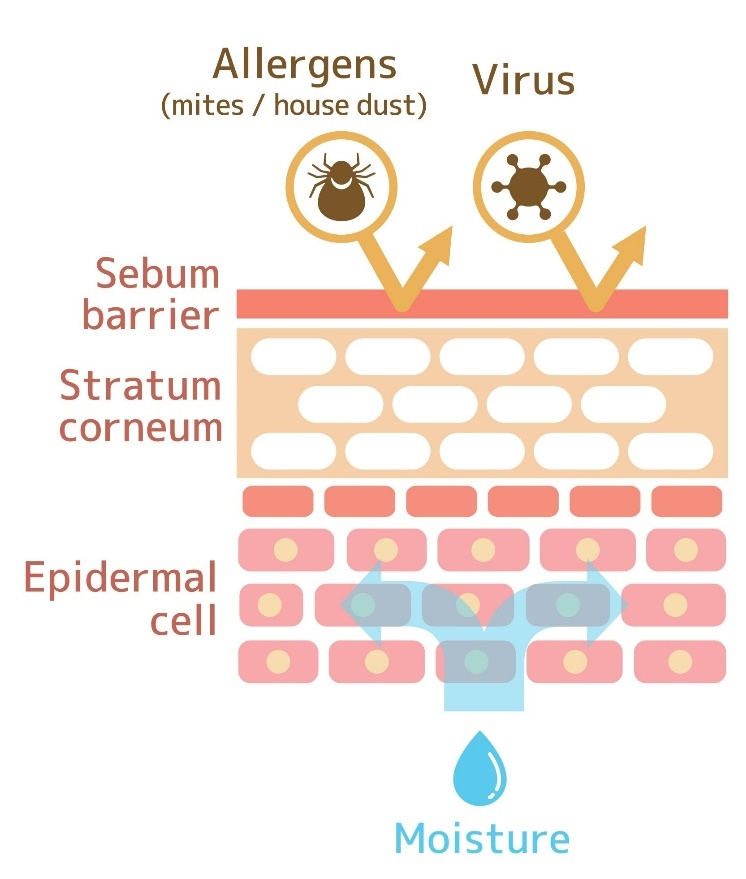 Allergens
(mites / house dust)
Virus
Sebum
barrier
Stratum
corneum
Epidermal
cell
Moisture